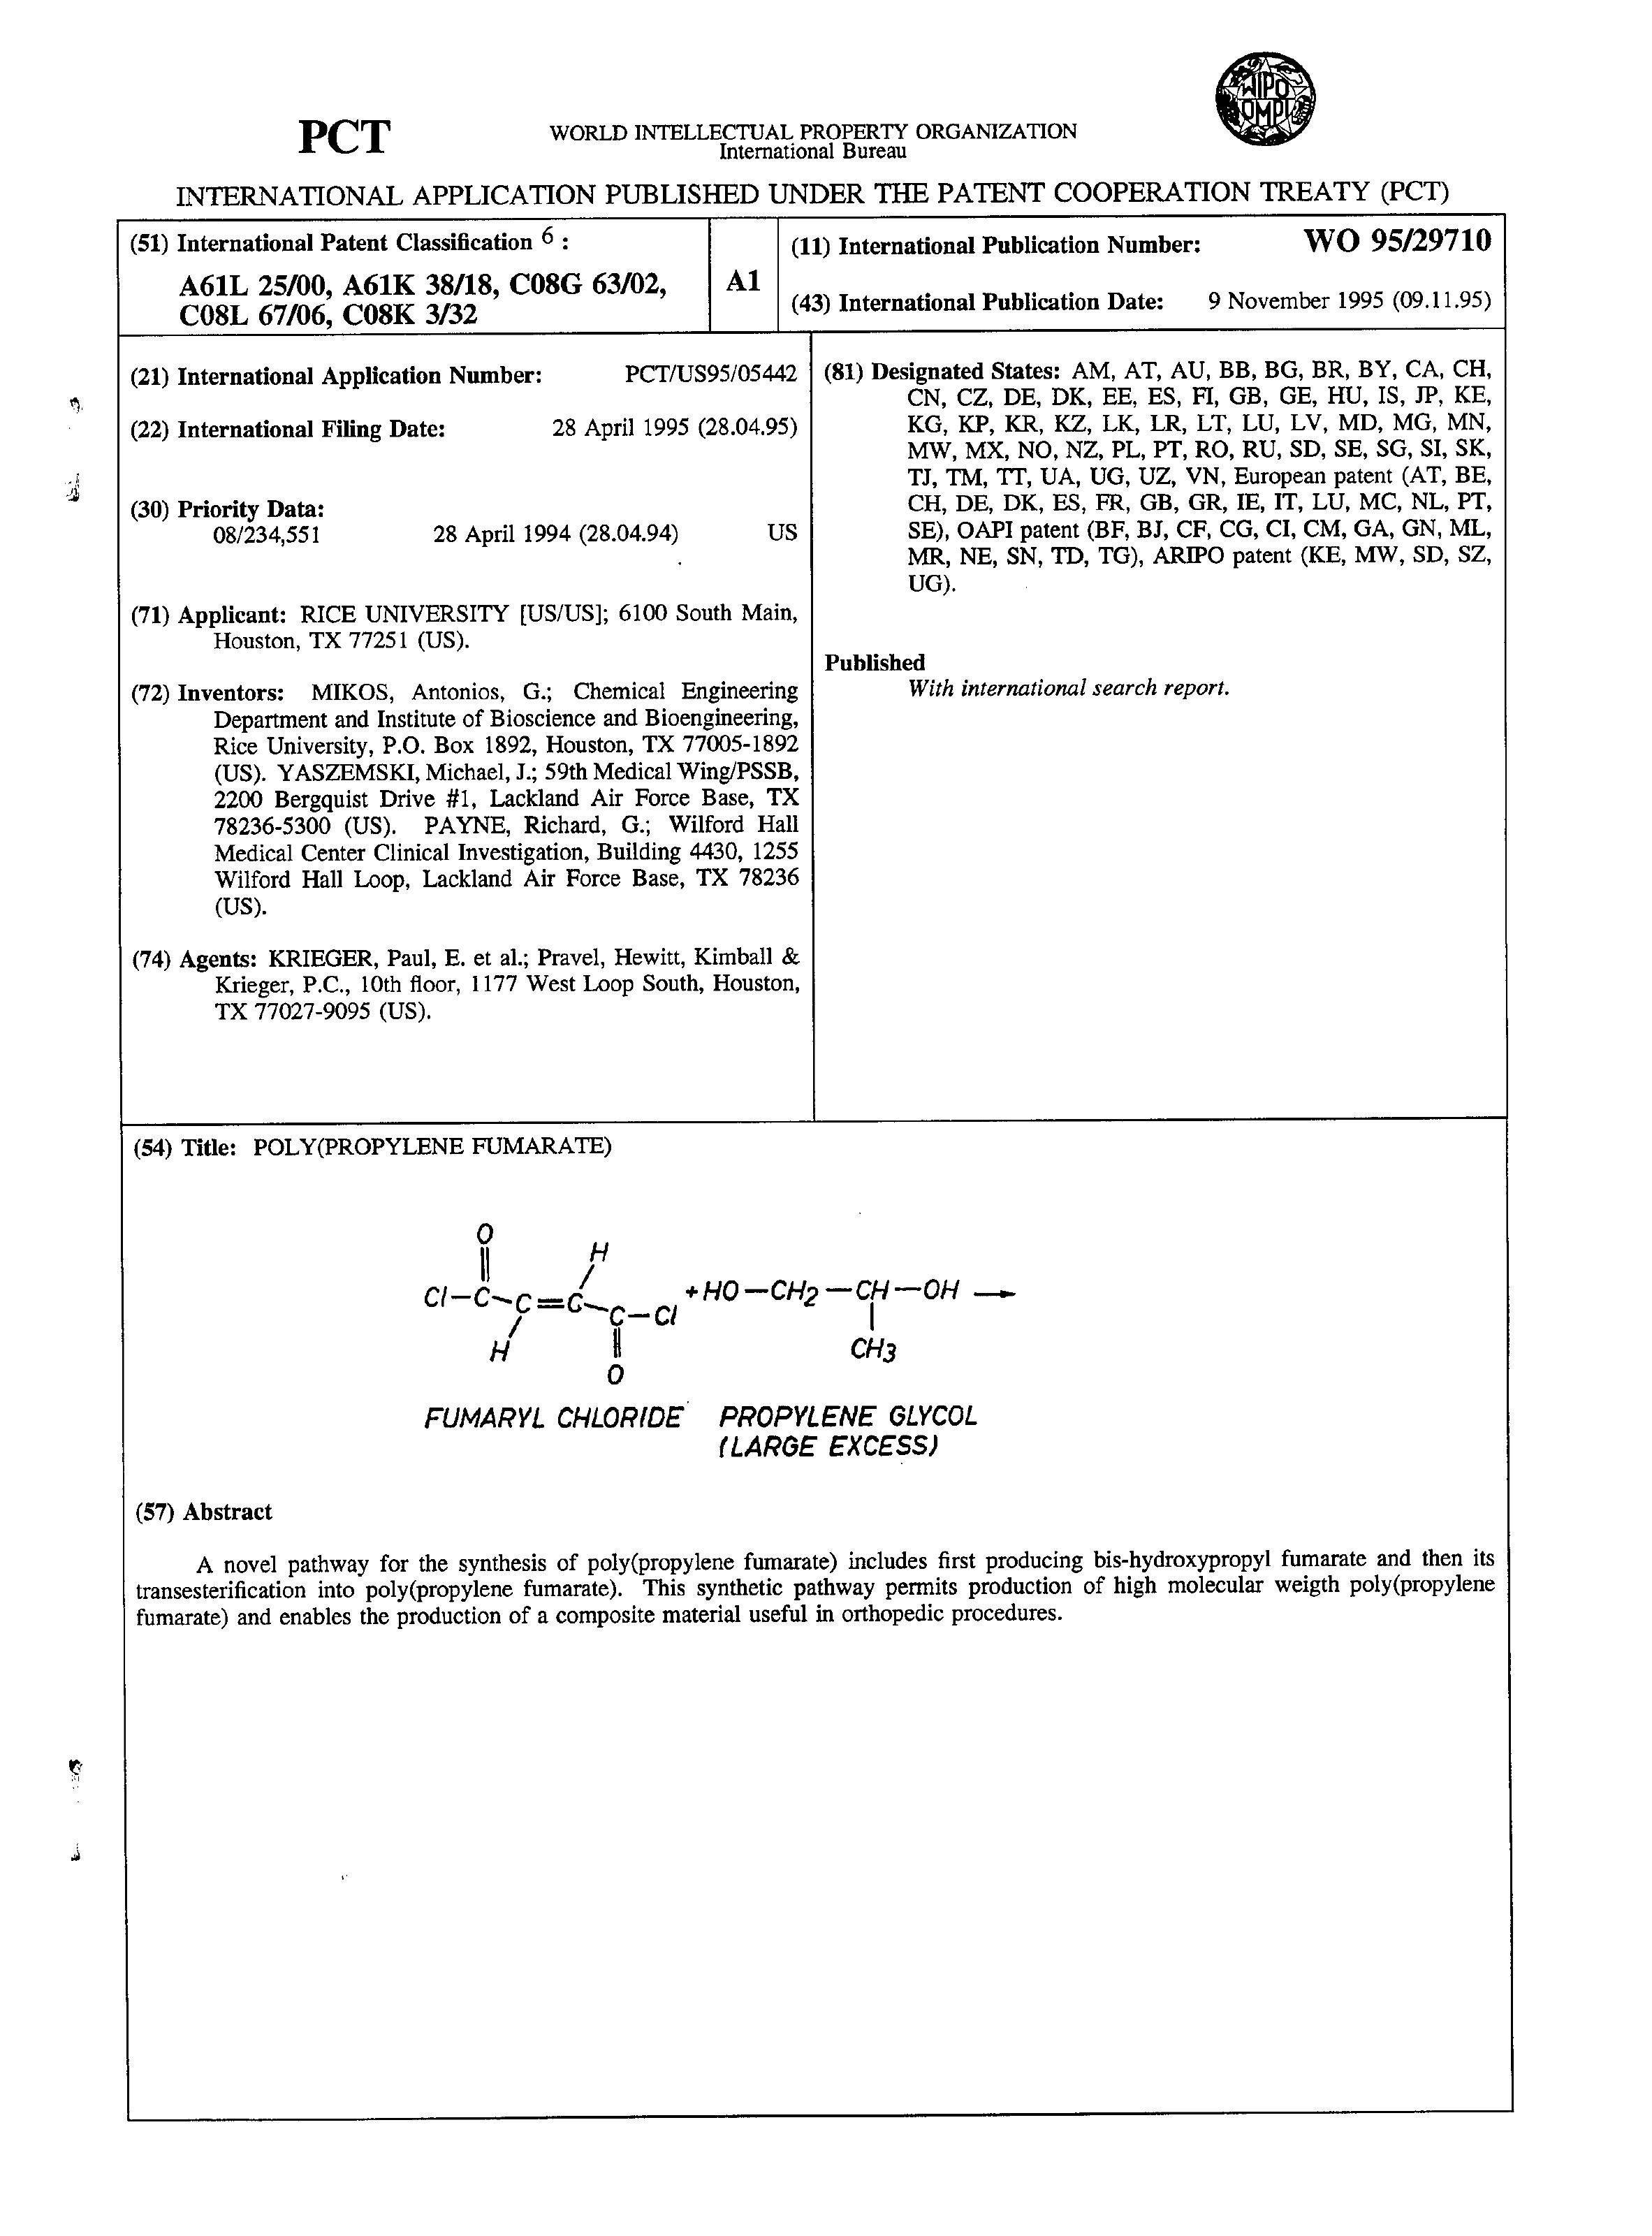 WIPO
OMPI
PCT
WORLD INTELLECTUAL PROPERTY ORGANIZATION
International Bureau
INTERNATIONAL APPLICATION PUBLISHED UNDER THE PATENT COOPERATION TREATY (PCT)
(51) International Patent Classification 6 :
A61L 25/00, A61K 38/18, C08G 63/02,
C08L 67/06, C08K 3/32
A1
(11) International Publication Number: WO 95/29710
(43) International Publication Date: 9 November 1995 (09.11.95)
(21) International Application Number: PCT/US95/05442
(22) International Filing Date: 28 April 1995 (28.04.95)
(30) Priority Data:
08/234,551 28 April 1994 (28.04.94) US
(71) Applicant: RICE UNIVERSITY [US/US]; 6100 South Main,
Houston, TX 77251 (US).
(72) Inventors: MIKOS, Antonios, G.; Chemical Engineering
Department and Institute of Bioscience and Bioengineering,
Rice University, P.O. Box 1892, Houston, TX 77005-1892
(US). YASZEMSKI, Michael, J.; 59th Medical Wing/PSSB,
2200 Bergquist Drive #1, Lackland Air Force Base, TX
78236-5300 (US). PAYNE, Richard, G.; Wilford Hall
Medical Center Clinical Investigation, Building 4430, 1255
Wilford Hall Loop, Lackland Air Force Base, TX 78236
(US).
(74) Agents: KRIEGER, Paul, E. et al.; Pravel, Hewitt, Kimball &
Krieger, P.C., 10th floor, 1177 West Loop South, Houston,
TX 77027-9095 (US).
(81) Designated States: AM, AT, AU, BB, BG, BR, BY, CA, CH,
CN, CZ, DE, DK, EE, ES, FI, GB, GE, HU, IS, JP, KE,
KG, KP, KR, KZ, LK, LR, LT, LU, LV, MD, MG, MN,
MW, MX, NO, NZ, PL, PT, RO, RU, SD, SE, SG, SI, SK,
TJ, TM, TT, UA, UG, UZ, VN, European patent (AT, BE,
CH, DE, DK, ES, FR, GB, GR, IE, IT, LU, MC, NL, PT,
SE), OAPI patent (BF, BJ, CF, CG, CI, CM, GA, GN, ML,
MR, NE, SN, TD, TG), ARIPO patent (KE, MW, SD, SZ,
UG).
Published
With international search report.
(54) Title: POLY(PROPYLENE FUMARATE)
O
H
Cl—C—C=C—C—Cl +HO—CH2—CH—OH →
H
O
CH3
FUMARYL CHLORIDE PROPYLENE GLYCOL
(LARGE EXCESS)
(57) Abstract
A novel pathway for the synthesis of poly(propylene fumarate) includes first producing bis-hydroxypropyl fumarate and then its
transesterification into poly(propylene fumarate). This synthetic pathway permits production of high molecular weigth poly(propylene
fumarate) and enables the production of a composite material useful in orthopedic procedures.